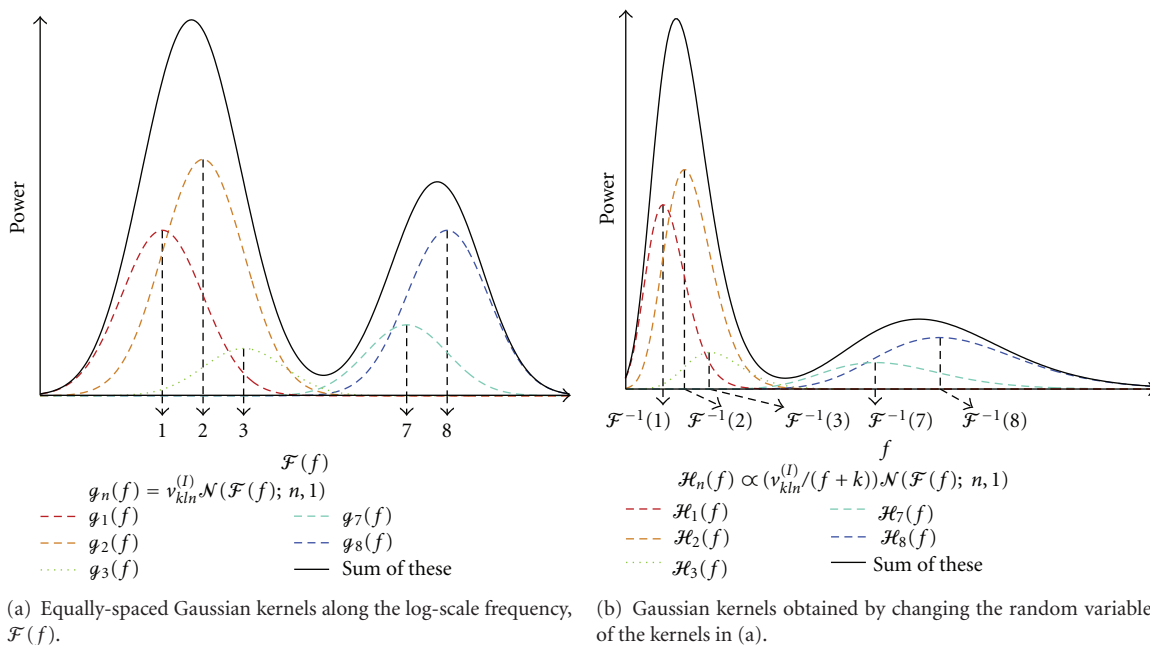 Power
1 2 3 7 8
ℱ(f)
𝑔ₙ(f) = ν_{kln}^{(I)} 𝒩(ℱ(f); n, 1)
𝑔₁(f) 𝑔₇(f)
𝑔₂(f) 𝑔₈(f)
𝑔₃(f) Sum of these
(a) Equally-spaced Gaussian kernels along the log-scale frequency,
ℱ(f).
Power
ℱ⁻¹(1) ℱ⁻¹(2) ℱ⁻¹(3) ℱ⁻¹(7) ℱ⁻¹(8)
f
ℋₙ(f) ∝ (ν_{kln}^{(I)}/(f + k))𝒩(ℱ(f); n, 1)
ℋ₁(f) ℋ₇(f)
ℋ₂(f) ℋ₈(f)
ℋ₃(f) Sum of these
(b) Gaussian kernels obtained by changing the random variable
of the kernels in (a).